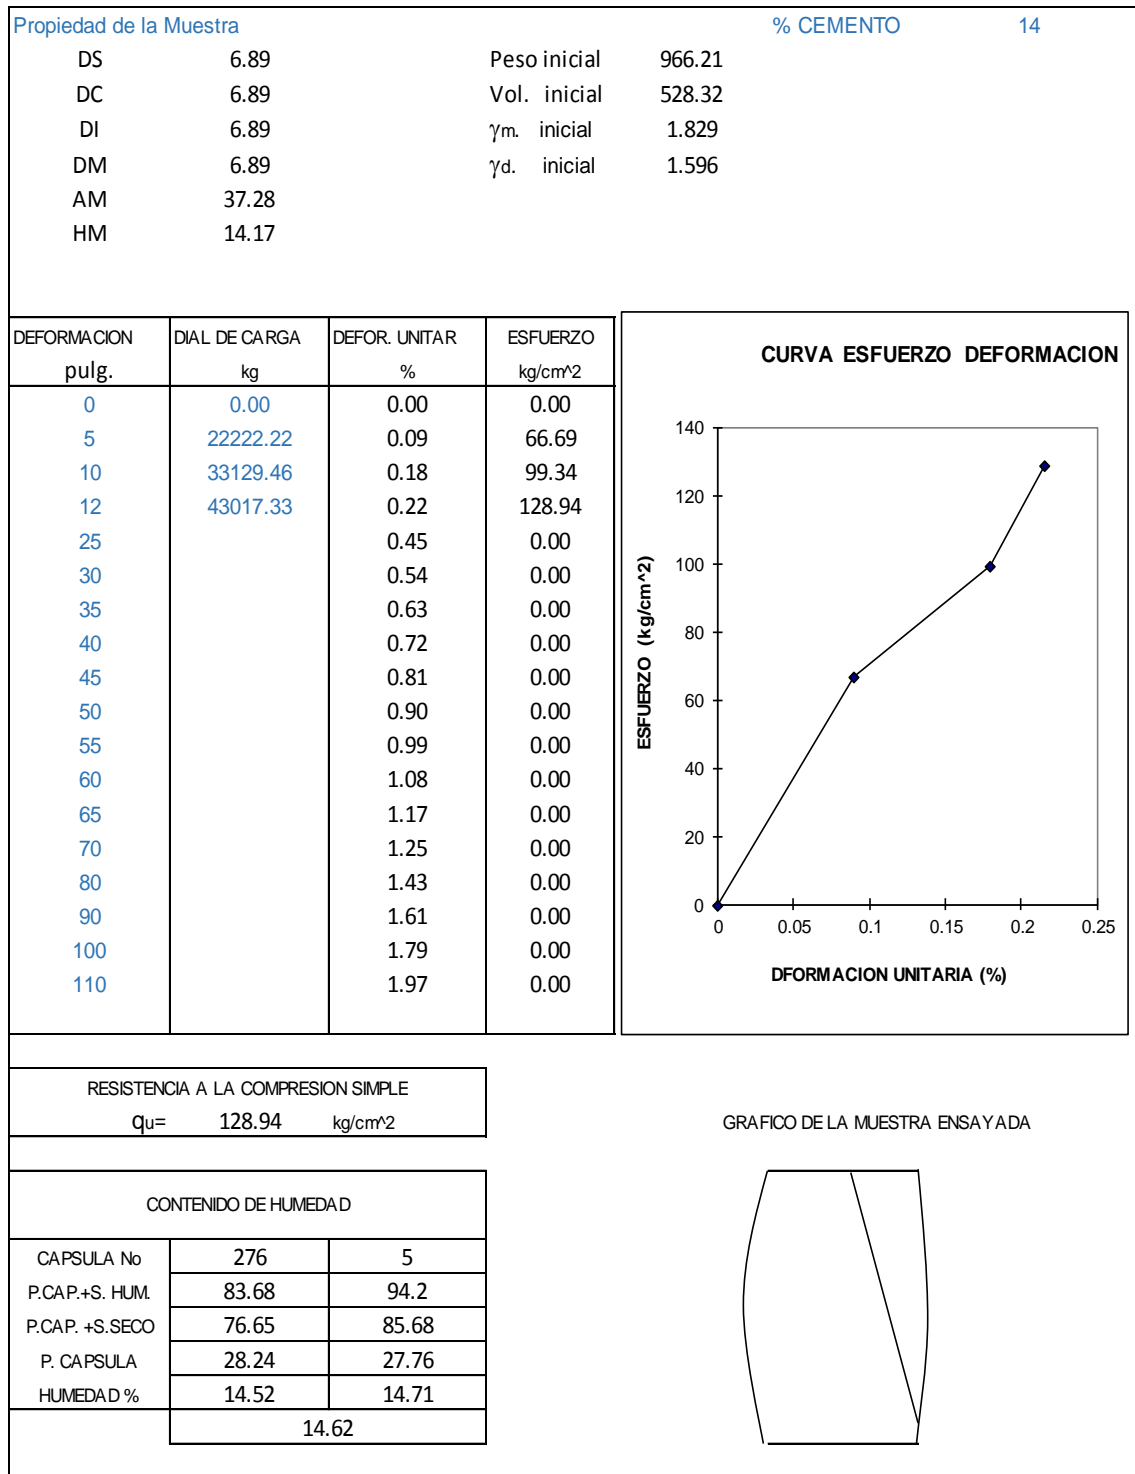 Propiedad de la Muestra % CEMENTO 14
DS 6.89 Peso inicial 966.21
DC 6.89 Vol. inicial 528.32
DI 6.89 γm. inicial 1.829
DM 6.89 γd. inicial 1.596
AM 37.28
HM 14.17
DEFORMACION DIAL DE CARGA DEFOR. UNITAR ESFUERZO
pulg. kg % kg/cm^2
0 0.00 0.00 0.00
5 22222.22 0.09 66.69
10 33129.46 0.18 99.34
12 43017.33 0.22 128.94
25 0.45 0.00
30 0.54 0.00
35 0.63 0.00
40 0.72 0.00
45 0.81 0.00
50 0.90 0.00
55 0.99 0.00
60 1.08 0.00
65 1.17 0.00
70 1.25 0.00
80 1.43 0.00
90 1.61 0.00
100 1.79 0.00
110 1.97 0.00
CURVA ESFUERZO DEFORMACION
ESFUERZO (kg/cm^2)
140
120
100
80
60
40
20
0
0 0.05 0.1 0.15 0.2 0.25
DFORMACION UNITARIA (%)
RESISTENCIA A LA COMPRESION SIMPLE
qu= 128.94 kg/cm^2
GRAFICO DE LA MUESTRA ENSAYADA
CONTENIDO DE HUMEDAD
CAPSULA No 276 5
P.CAP.+S. HUM. 83.68 94.2
P.CAP. +S.SECO 76.65 85.68
P. CAPSULA 28.24 27.76
HUMEDAD % 14.52 14.71
14.62